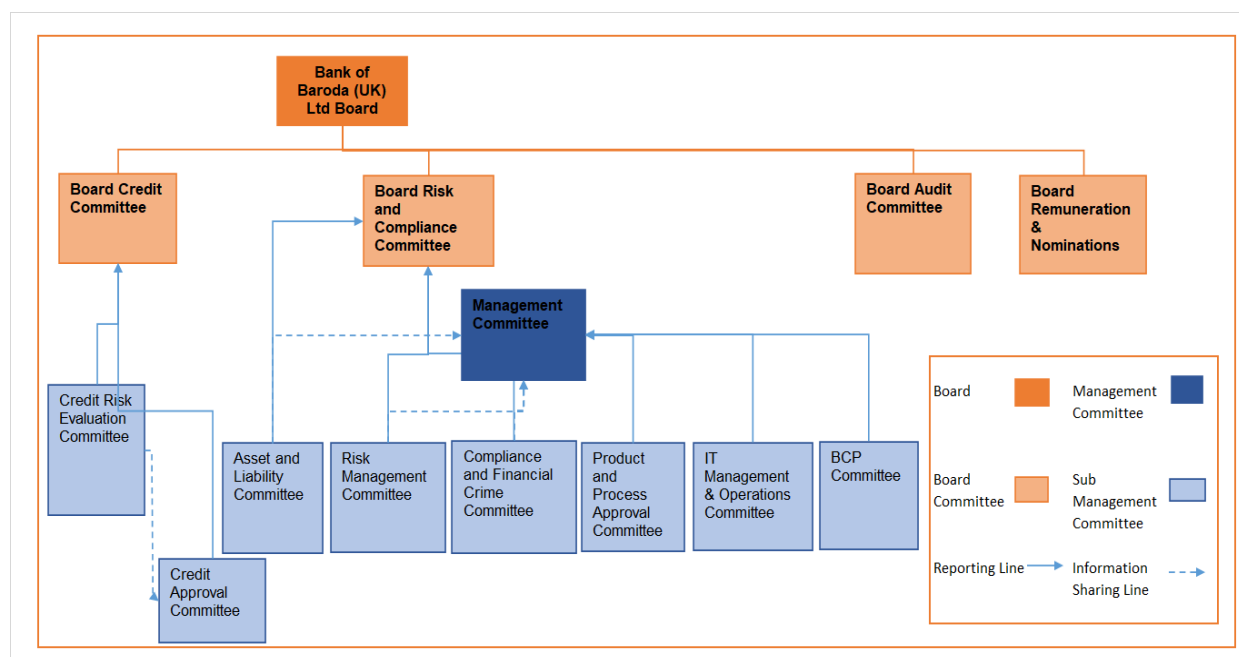 Bank of
Baroda (UK)
Ltd Board
Board Credit
Committee
Board Risk
and
Compliance
Committee
Board Audit
Committee
Board
Remuneration
&
Nominations
Management
Committee
Credit Risk
Evaluation
Committee
Asset and
Liability
Committee
Risk
Management
Committee
Compliance
and Financial
Crime
Committee
Product
and
Process
Approval
Committee
IT
Management
& Operations
Committee
BCP
Committee
Credit
Approval
Committee
Board
Management
Committee
Board
Committee
Sub
Management
Committee
Reporting Line
Information
Sharing Line